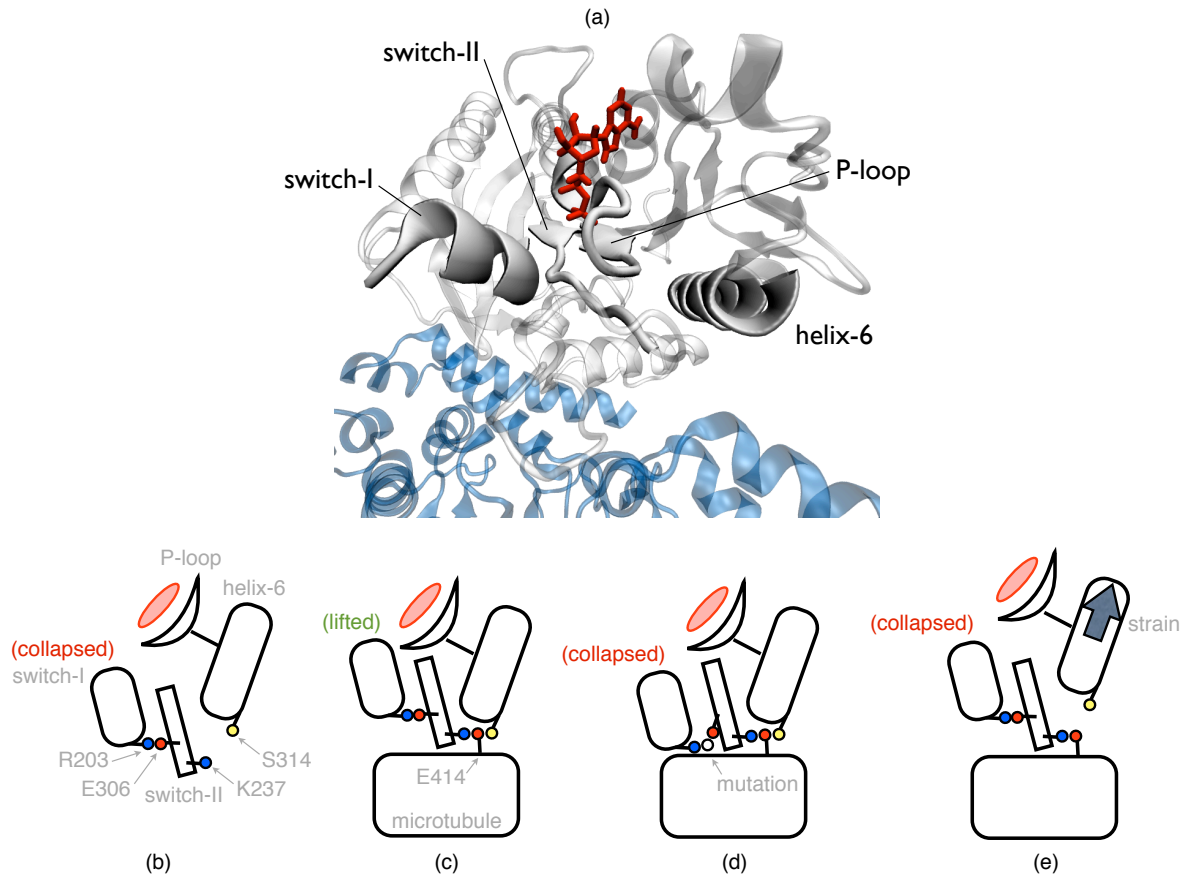 (a)
switch-II
switch-I
P-loop
helix-6
P-loop
helix-6
(collapsed)
switch-I
R203
E306
switch-II
S314
K237
(b)
(lifted)
E414
microtubule
(c)
(collapsed)
mutation
(d)
(collapsed)
strain
(e)